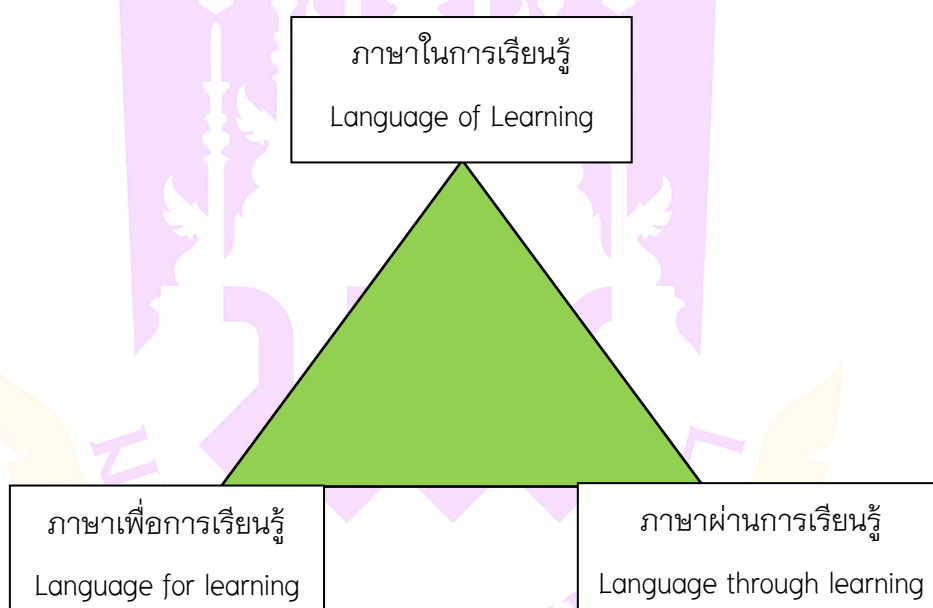 ภาษาในการเรียนรู้
Language of Learning
ภาษาเพื่อการเรียนรู้
Language for learning
ภาษาผ่านการเรียนรู้
Language through learning